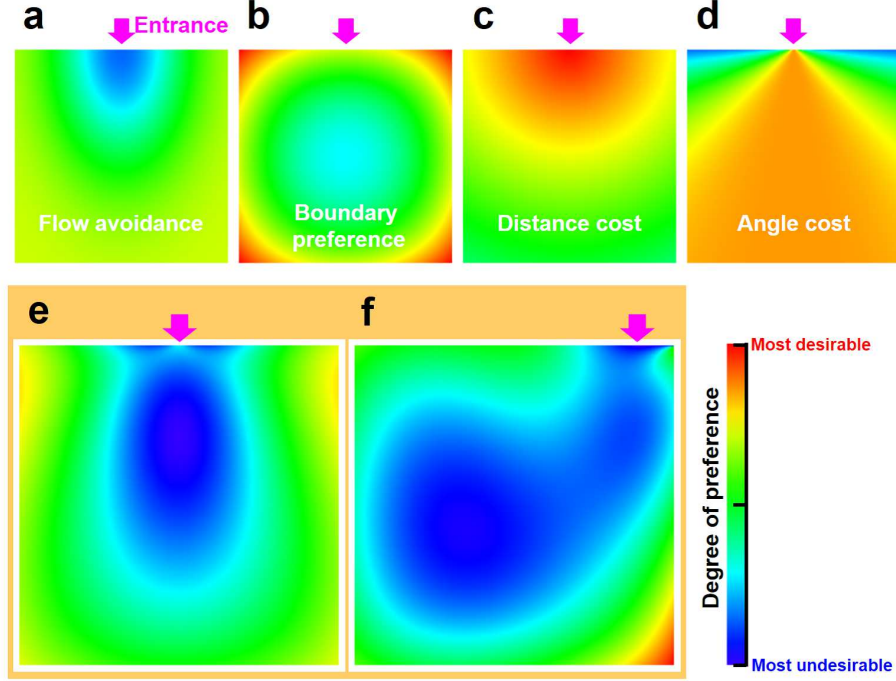 a
Entrance
b
c
d
Flow avoidance
Boundary
preference
Distance cost
Angle cost
e
f
Most desirable
Degree of preference
Most undesirable